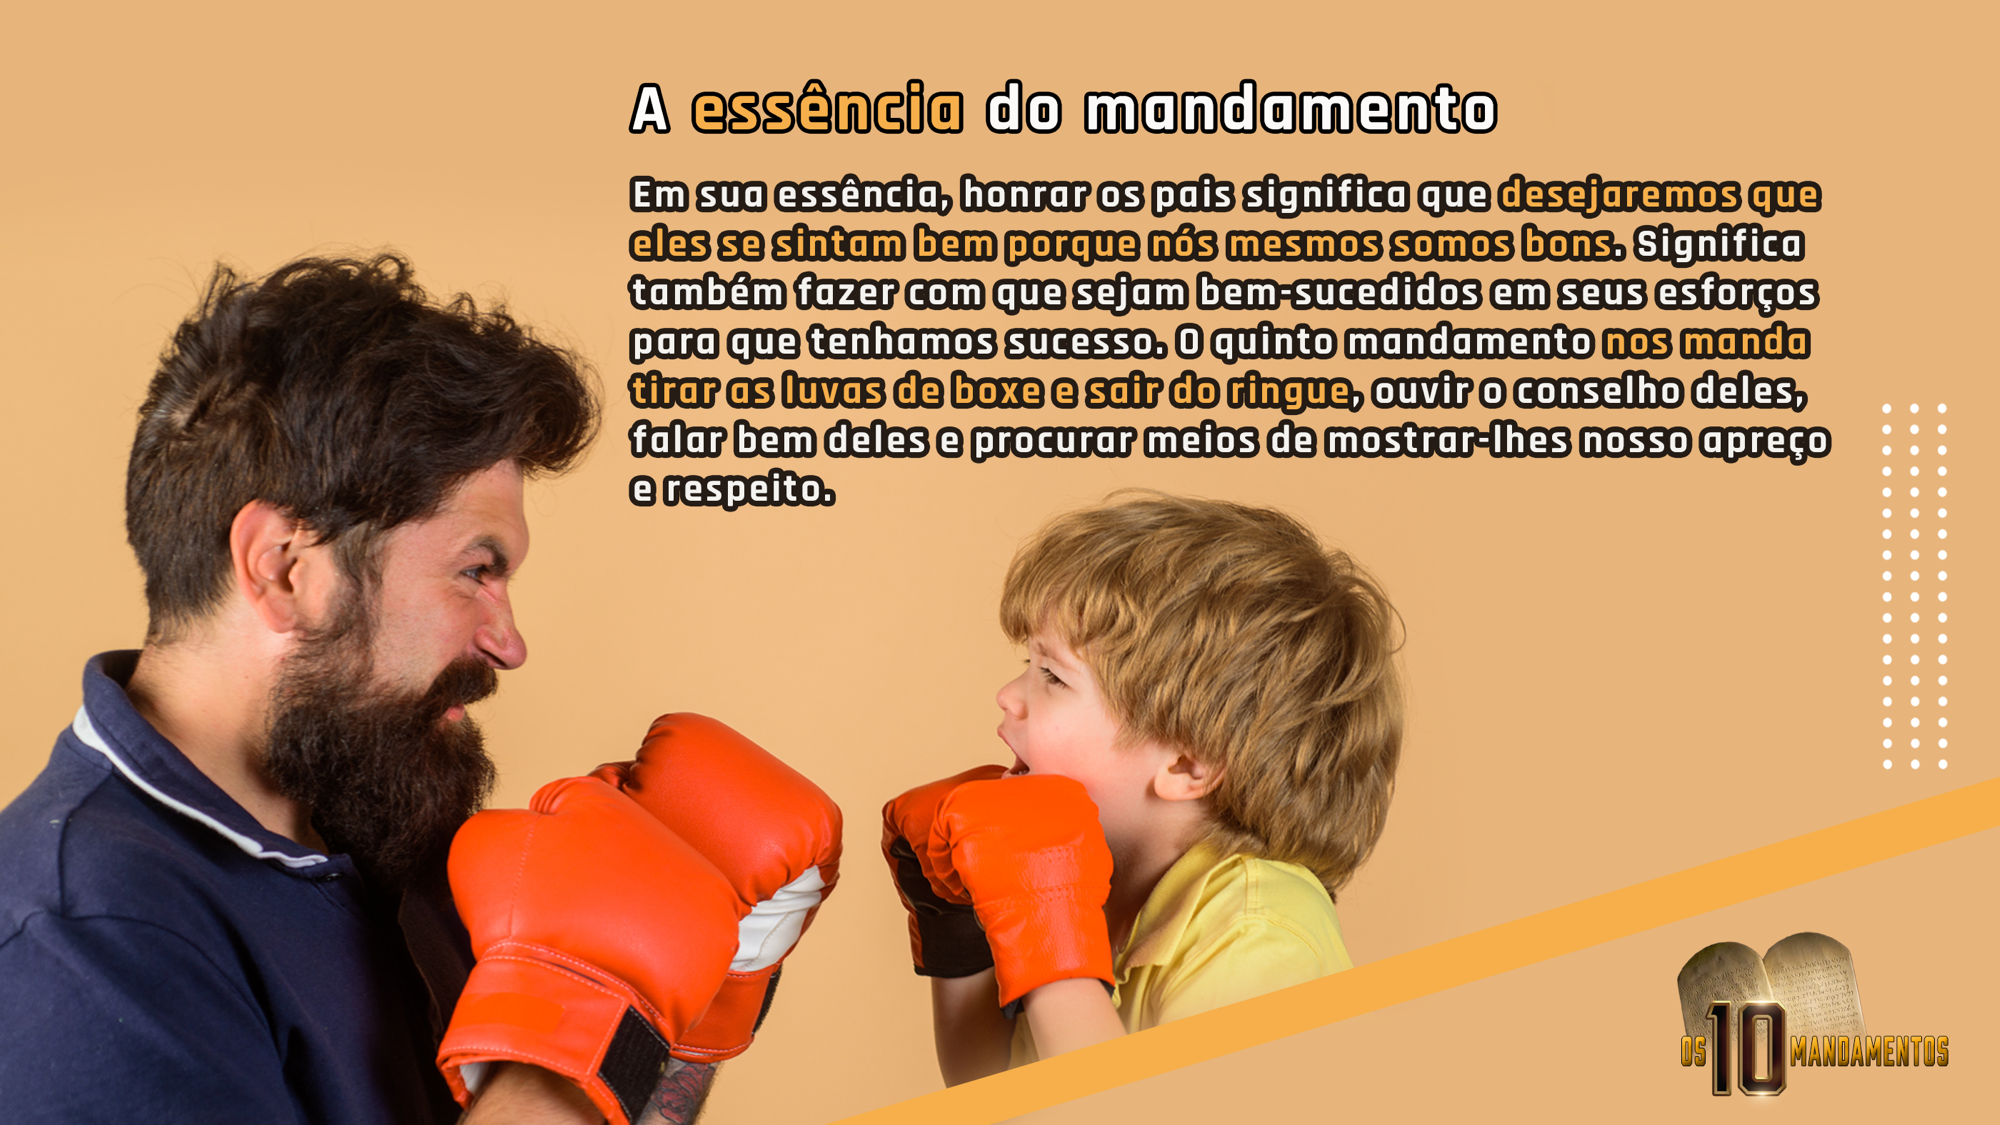 A essência do mandamento
Em sua essência, honrar os pais significa que desejaremos que
eles se sintam bem porque nós mesmos somos bons. Significa
também fazer com que sejam bem-sucedidos em seus esforços
para que tenhamos sucesso. O quinto mandamento nos manda
tirar as luvas de boxe e sair do ringue, ouvir o conselho deles,
falar bem deles e procurar meios de mostrar-lhes nosso apreço
e respeito.
OS 10 MANDAMENTOS